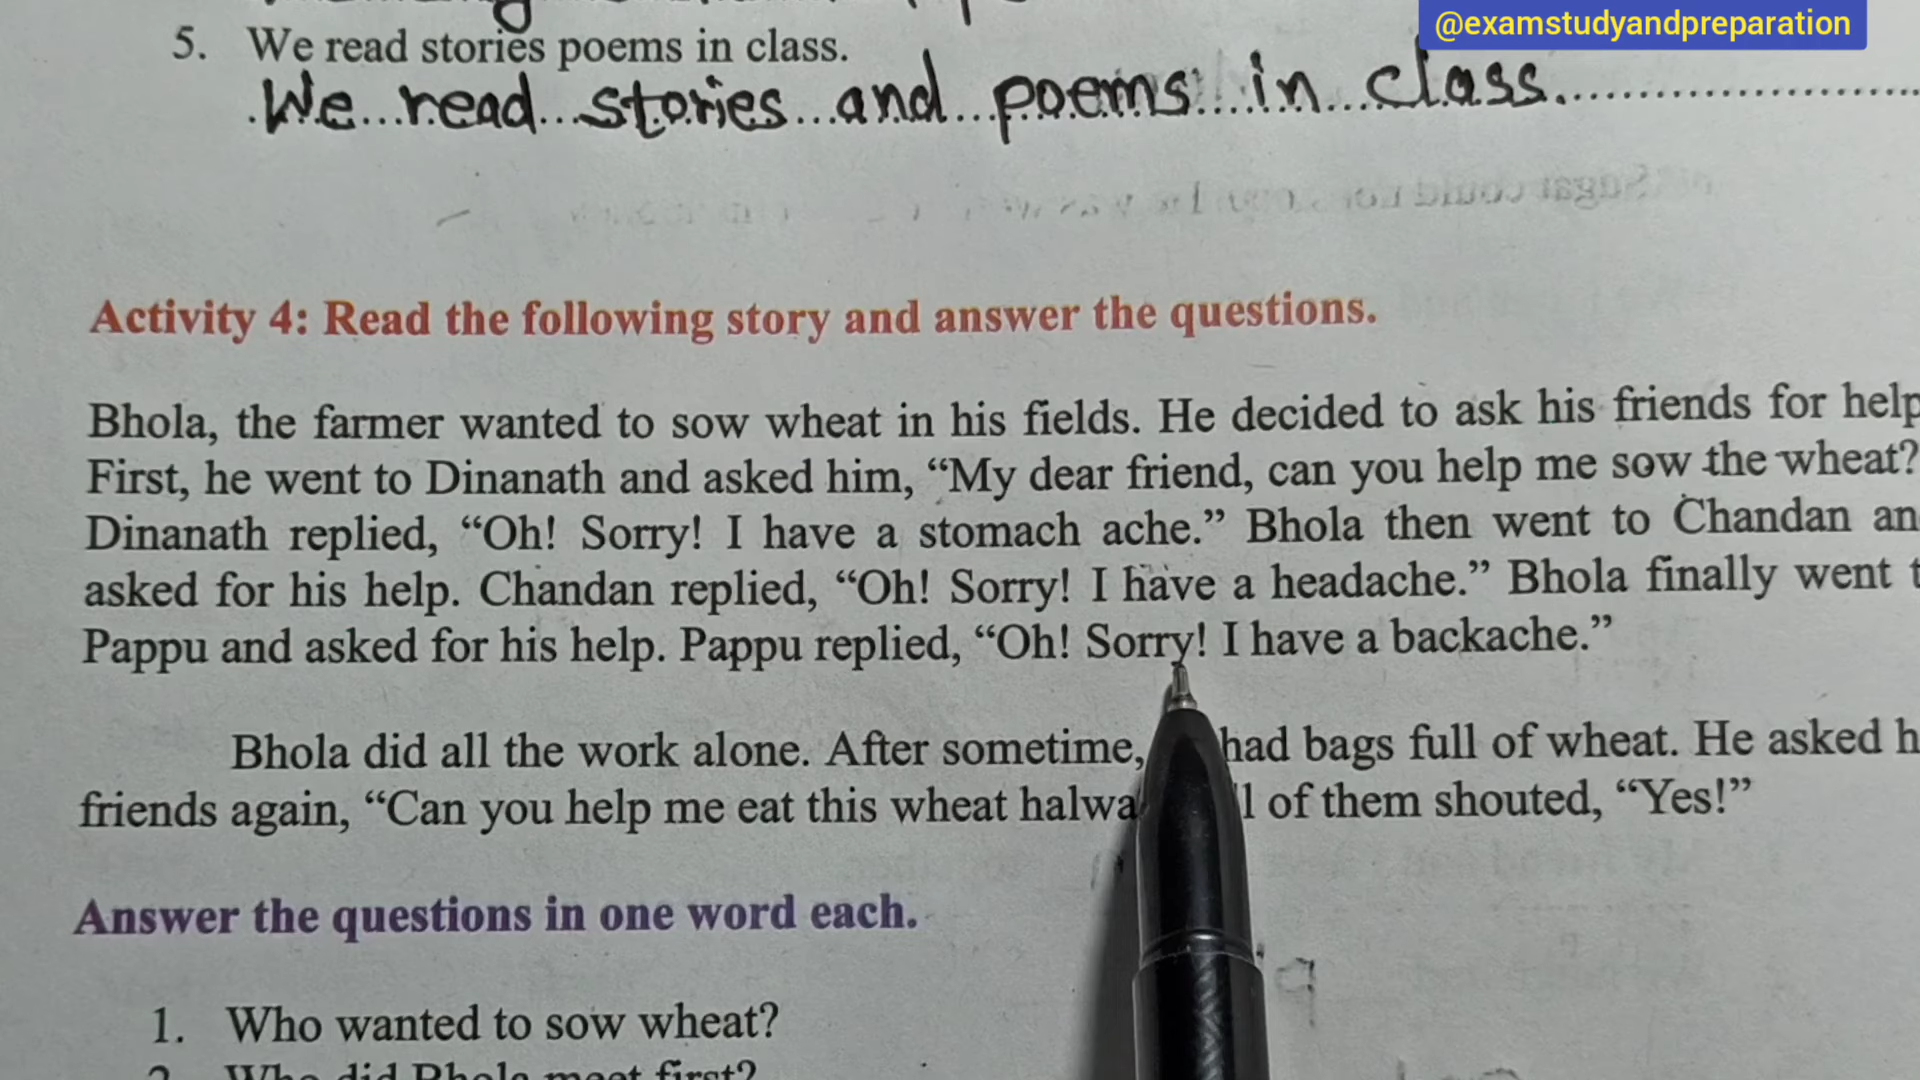 @examstudyandpreparation
5. We read stories poems in class.
We read stories and poems in class.
Activity 4: Read the following story and answer the questions.
Bhola, the farmer wanted to sow wheat in his fields. He decided to ask his friends for help
First, he went to Dinanath and asked him, “My dear friend, can you help me sow the wheat?
Dinanath replied, “Oh! Sorry! I have a stomach ache.” Bhola then went to Chandan an
asked for his help. Chandan replied, “Oh! Sorry! I have a headache.” Bhola finally went t
Pappu and asked for his help. Pappu replied, “Oh! Sorry! I have a backache.”
Bhola did all the work alone. After sometime, had bags full of wheat. He asked h
friends again, “Can you help me eat this wheat halwa l of them shouted, “Yes!”
Answer the questions in one word each.
1. Who wanted to sow wheat?
2. Who did Bhola meet first?